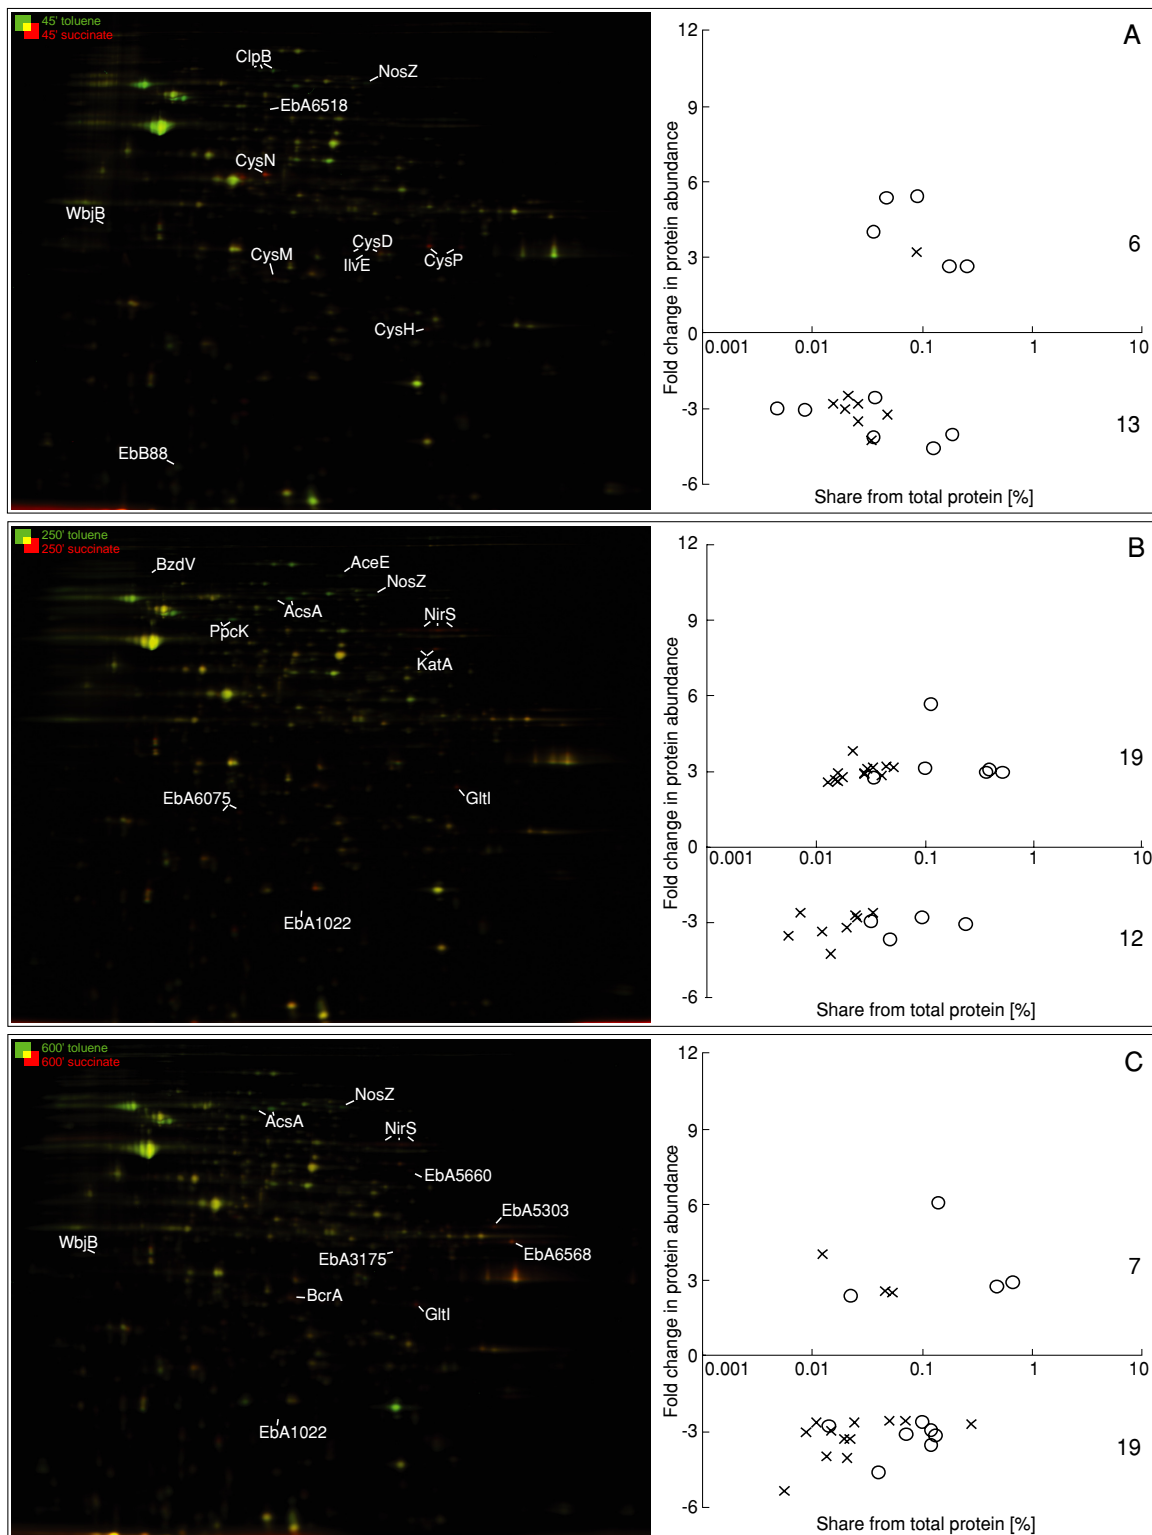 45' toluene
45' succinate
ClpB
NosZ
EbA6518
CysN
WbjB
CysD
CysM
IlvE
CysP
CysH
EbB88
A
12
9
6
3
0
-3
-6
0.001
0.01
0.1
1
10
6
13
Fold change in protein abundance
Share from total protein [%]
250' toluene
250' succinate
BzdV
AceE
NosZ
AcsA
PpcK
NirS
KatA
EbA6075
GltI
EbA1022
B
12
9
6
3
0
-3
-6
0.001
0.01
0.1
1
10
19
12
Fold change in protein abundance
Share from total protein [%]
600' toluene
600' succinate
NosZ
AcsA
NirS
EbA5660
EbA5303
WbjB
EbA3175
EbA6568
BcrA
GltI
EbA1022
C
12
9
6
3
0
-3
-6
0.001
0.01
0.1
1
10
7
19
Fold change in protein abundance
Share from total protein [%]